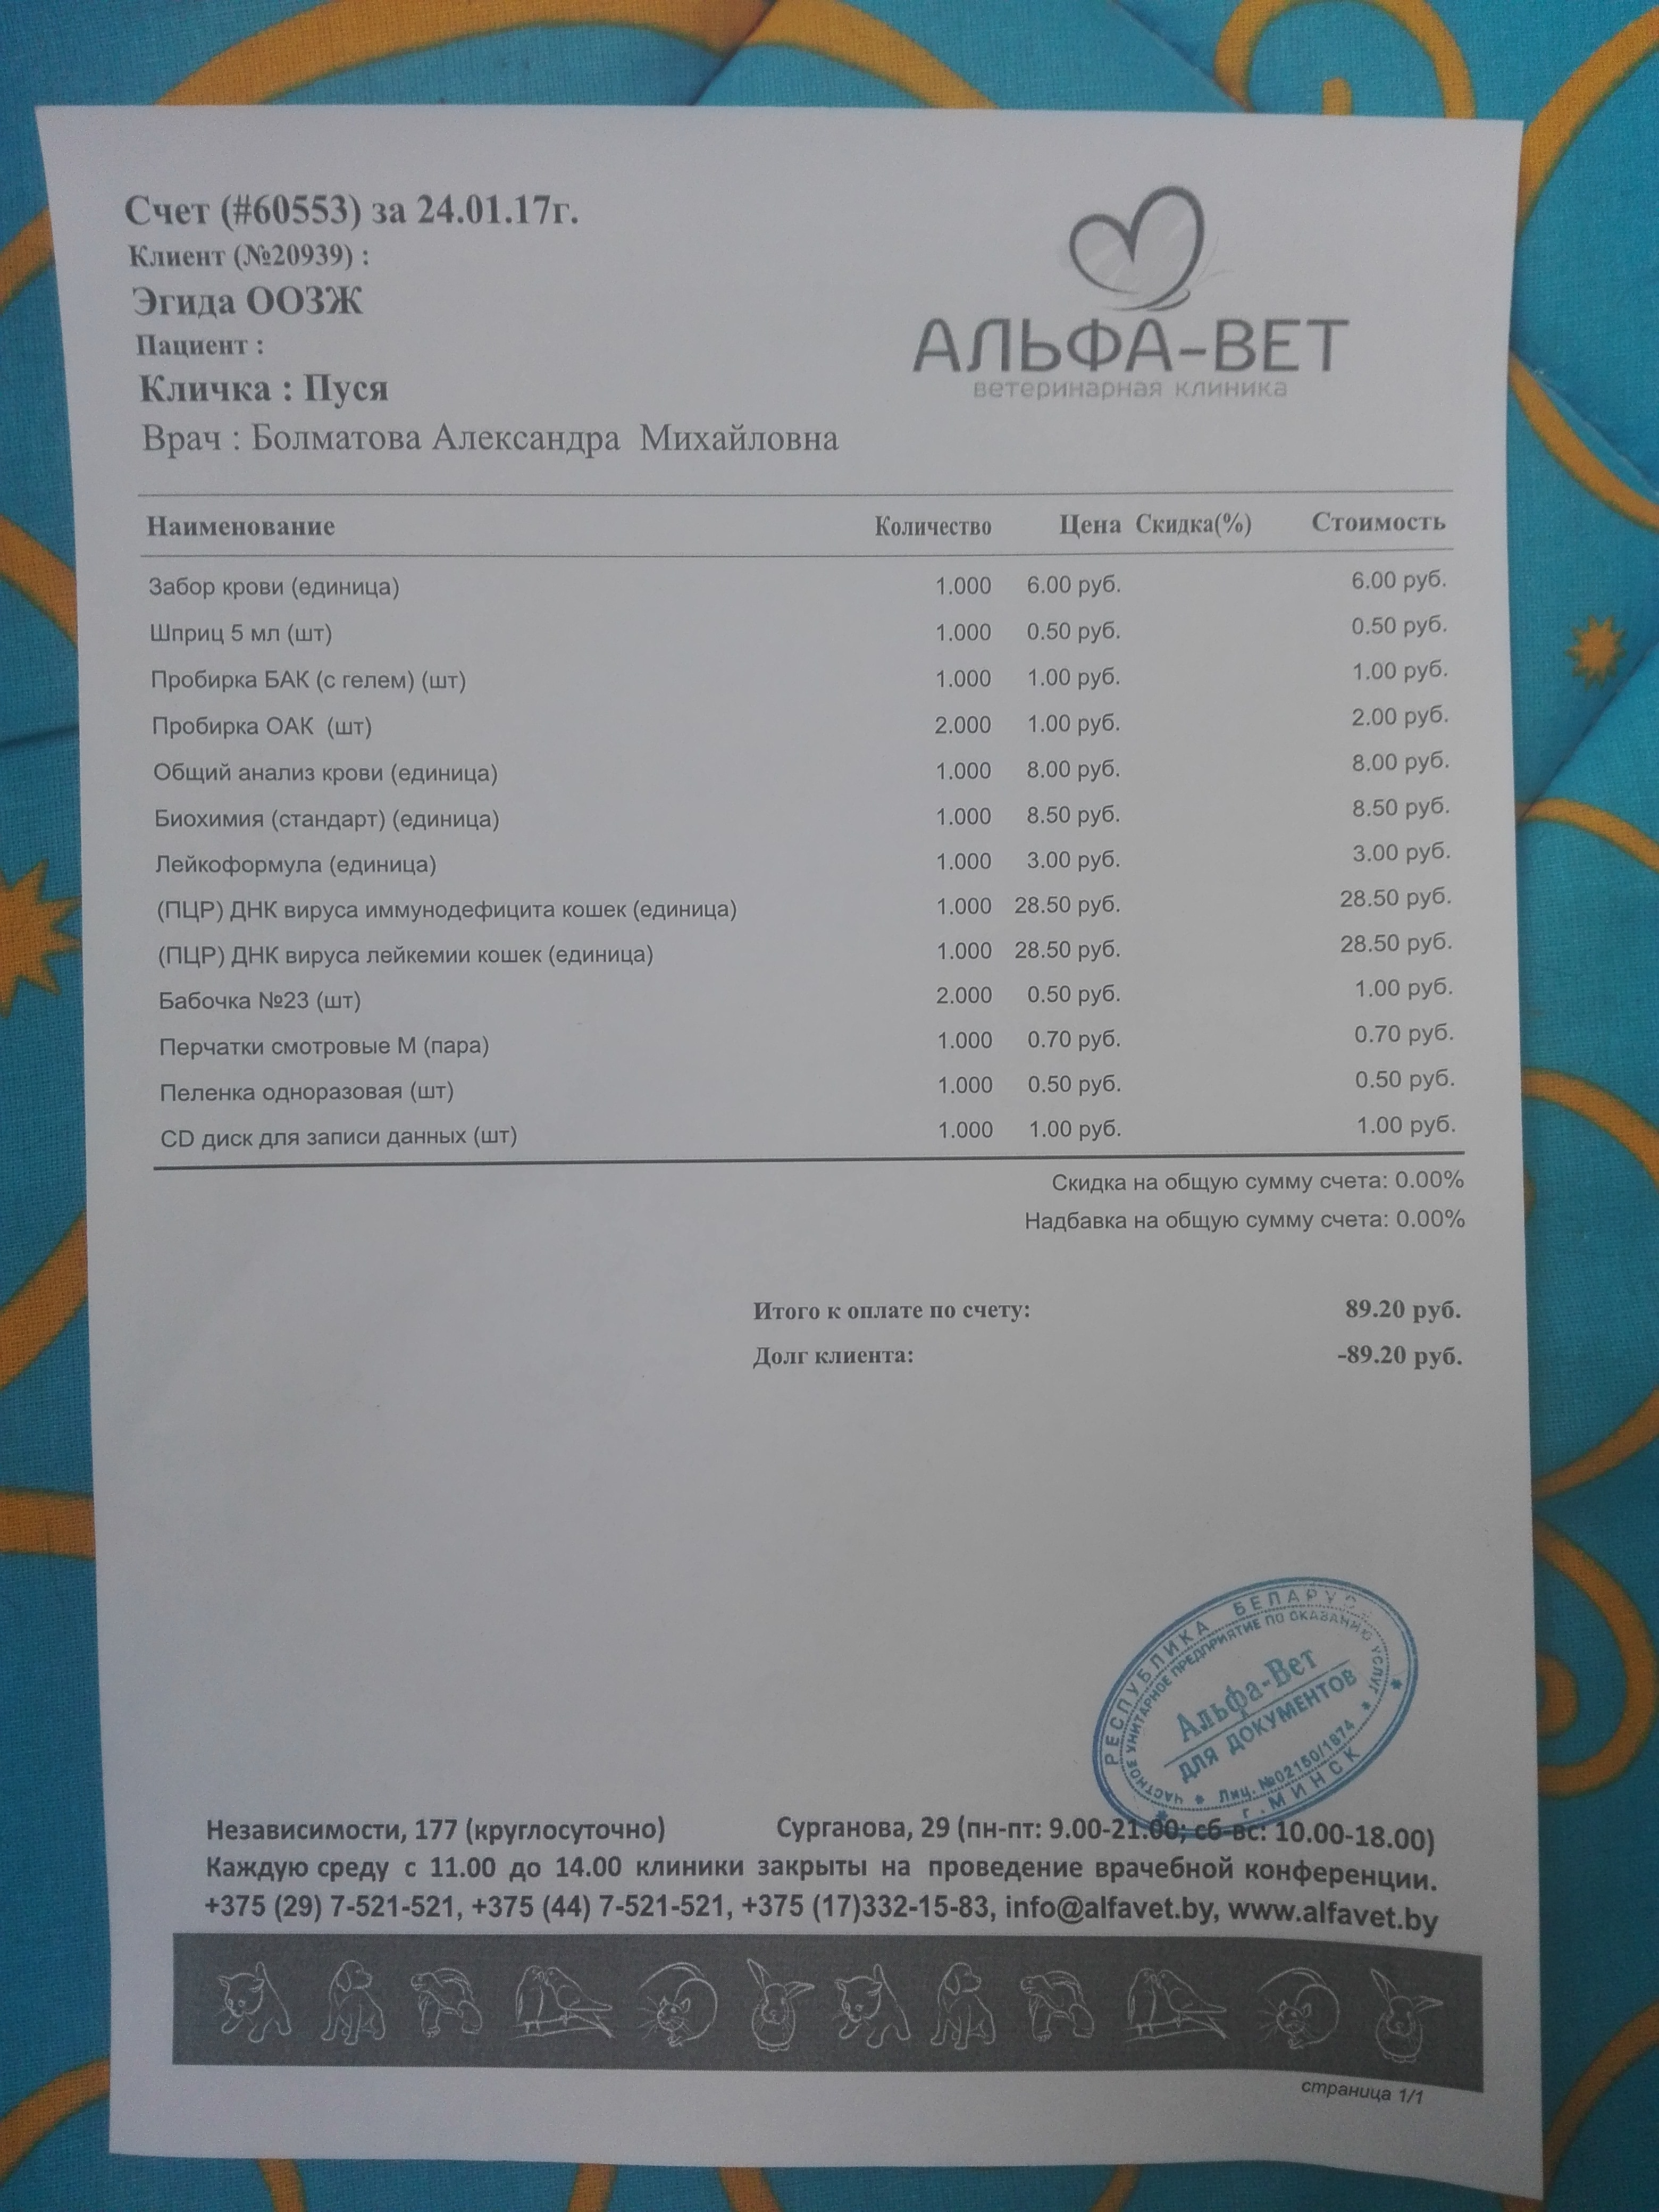 Счет (#60553) за 24.01.17г.
Клиент (№20939) :
Эгида ООЗЖ
Пациент :
Кличка : Пуся
Врач : Болматова Александра Михайловна
АЛЬФА-ВЕТ
ветеринарная клиника
Наименование Количество Цена Скидка(%) Стоимость
Забор крови (единица) 1.000 6.00 руб. 6.00 руб.
Шприц 5 мл (шт) 1.000 0.50 руб. 0.50 руб.
Пробирка БАК (с гелем) (шт) 1.000 1.00 руб. 1.00 руб.
Пробирка ОАК (шт) 2.000 1.00 руб. 2.00 руб.
Общий анализ крови (единица) 1.000 8.00 руб. 8.00 руб.
Биохимия (стандарт) (единица) 1.000 8.50 руб. 8.50 руб.
Лейкоформула (единица) 1.000 3.00 руб. 3.00 руб.
(ПЦР) ДНК вируса иммунодефицита кошек (единица) 1.000 28.50 руб. 28.50 руб.
(ПЦР) ДНК вируса лейкемии кошек (единица) 1.000 28.50 руб. 28.50 руб.
Бабочка №23 (шт) 2.000 0.50 руб. 1.00 руб.
Перчатки смотровые М (пара) 1.000 0.70 руб. 0.70 руб.
Пеленка одноразовая (шт) 1.000 0.50 руб. 0.50 руб.
CD диск для записи данных (шт) 1.000 1.00 руб. 1.00 руб.
Скидка на общую сумму счета: 0.00%
Надбавка на общую сумму счета: 0.00%
Итого к оплате по счету: 89.20 руб.
Долг клиента: -89.20 руб.
РЕСПУБЛИКА БЕЛАРУСЬ
ЧАСТНОЕ УНИТАРНОЕ ПРЕДПРИЯТИЕ ПО ОКАЗАНИЮ УСЛУГ
Альфа-Вет
ДЛЯ ДОКУМЕНТОВ
Лиц. №02150/1874
г. МИНСК
Независимости, 177 (круглосуточно) Сурганова, 29 (пн-пт: 9.00-21.00; сб-вс: 10.00-18.00)
Каждую среду с 11.00 до 14.00 клиники закрыты на проведение врачебной конференции.
+375 (29) 7-521-521, +375 (44) 7-521-521, +375 (17)332-15-83, info@alfavet.by, www.alfavet.by
страница 1/1